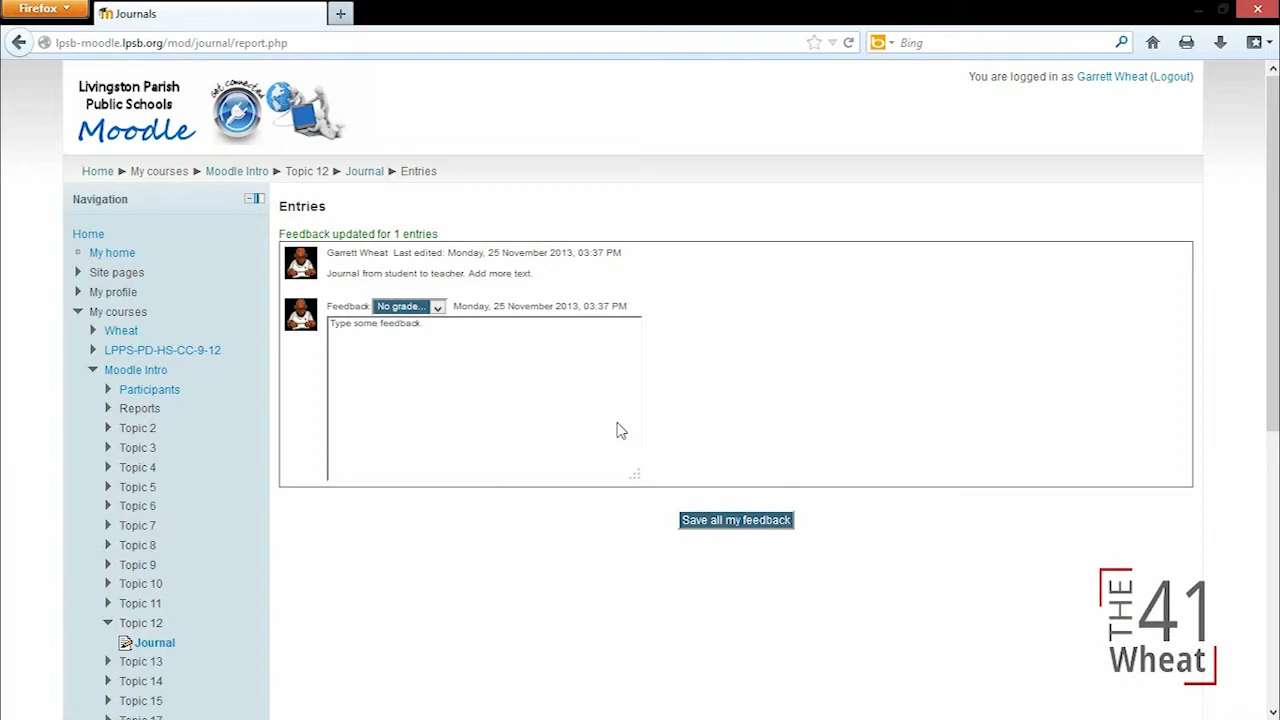 Firefox
Journals
lpsb-moodle.lpsb.org/mod/journal/report.php
Bing
Livingston Parish
Public Schools
Moodle
Get connected
You are logged in as Garrett Wheat (Logout)
Home ► My courses ► Moodle Intro ► Topic 12 ► Journal ► Entries
Navigation
Home
My home
Site pages
My profile
My courses
Wheat
LPPS-PD-HS-CC-9-12
Moodle Intro
Participants
Reports
Topic 2
Topic 3
Topic 4
Topic 5
Topic 6
Topic 7
Topic 8
Topic 9
Topic 10
Topic 11
Topic 12
Journal
Topic 13
Topic 14
Topic 15
Topic 17
Entries
Feedback updated for 1 entries
Garrett Wheat Last edited: Monday, 25 November 2013, 03:37 PM
Journal from student to teacher. Add more text.
Feedback No grade... Monday, 25 November 2013, 03:37 PM
Type some feedback.
Save all my feedback
THE 41
Wheat